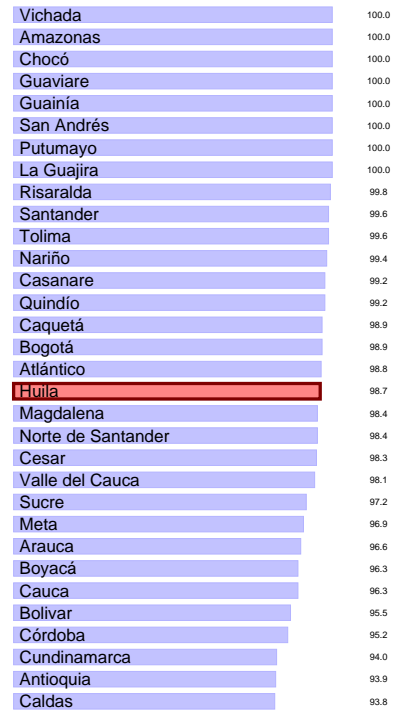 Vichada 100.0
Amazonas 100.0
Chocó 100.0
Guaviare 100.0
Guainía 100.0
San Andrés 100.0
Putumayo 100.0
La Guajira 100.0
Risaralda 99.8
Santander 99.6
Tolima 99.6
Nariño 99.4
Casanare 99.2
Quindío 99.2
Caquetá 98.9
Bogotá 98.9
Atlántico 98.8
Huila 98.7
Magdalena 98.4
Norte de Santander 98.4
Cesar 98.3
Valle del Cauca 98.1
Sucre 97.2
Meta 96.9
Arauca 96.6
Boyacá 96.3
Cauca 96.3
Bolivar 95.5
Córdoba 95.2
Cundinamarca 94.0
Antioquia 93.9
Caldas 93.8